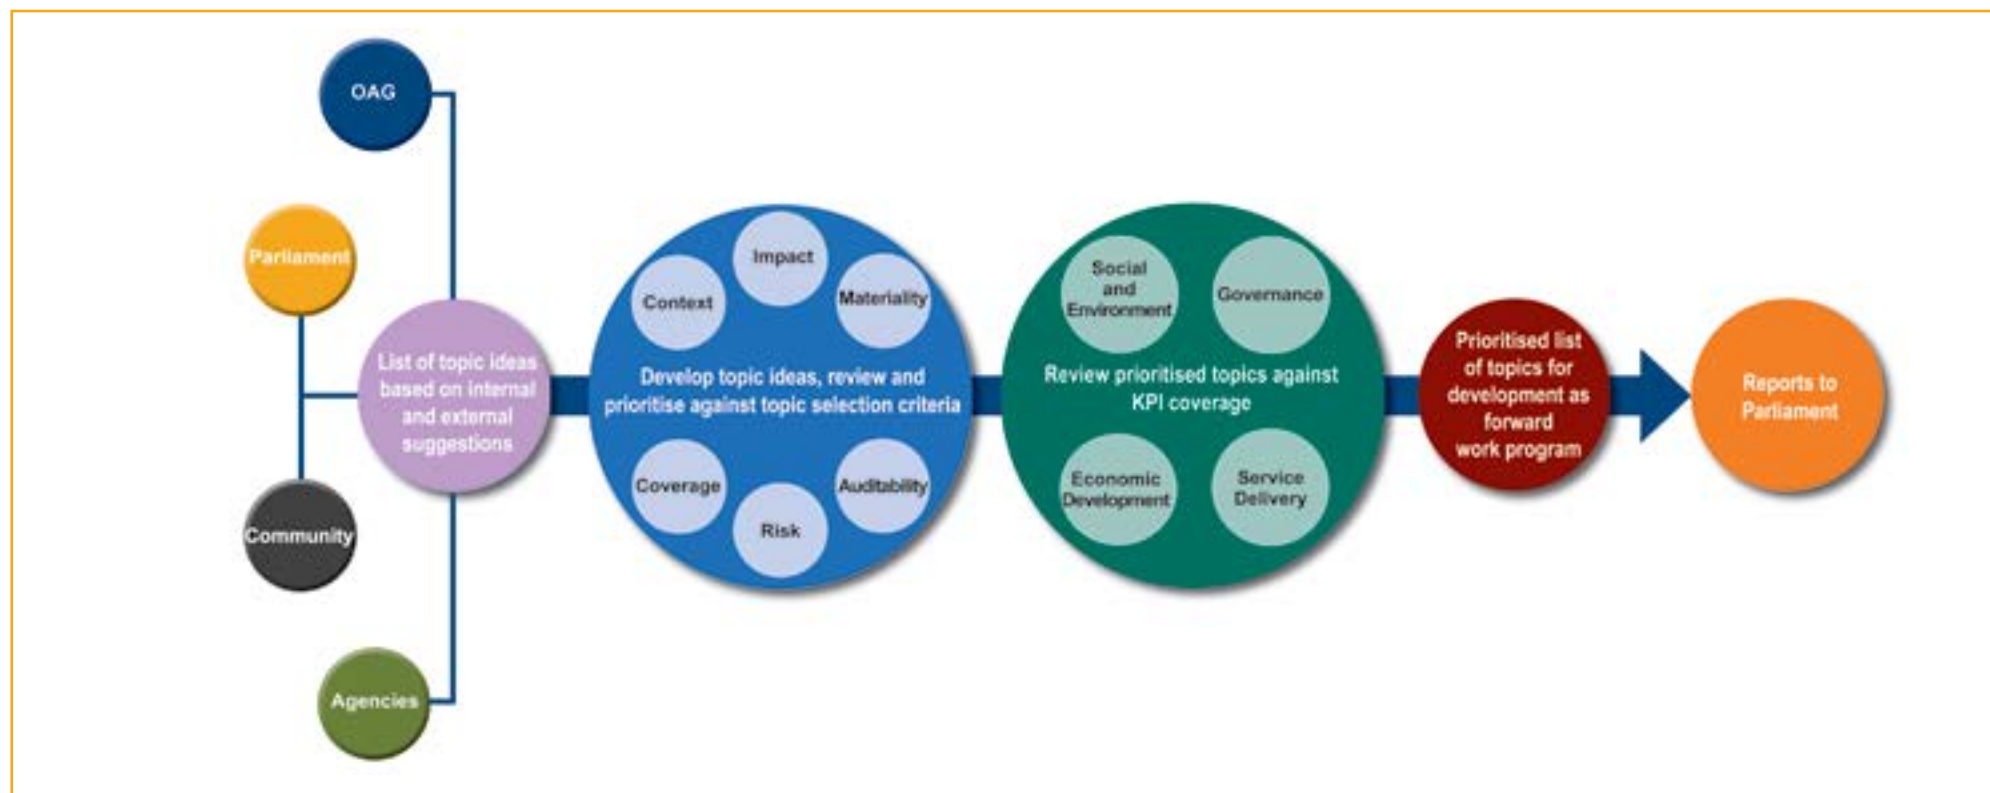 OAG
Parliament
Community
Agencies
List of topic ideas
based on internal
and external
suggestions
Impact
Context
Materiality
Develop topic ideas, review and
prioritise against topic selection criteria
Coverage
Auditability
Risk
Social
and
Environment
Governance
Review prioritised topics against
KPI coverage
Economic
Development
Service
Delivery
Prioritised list
of topics for
development as
forward
work program
Reports to
Parliament